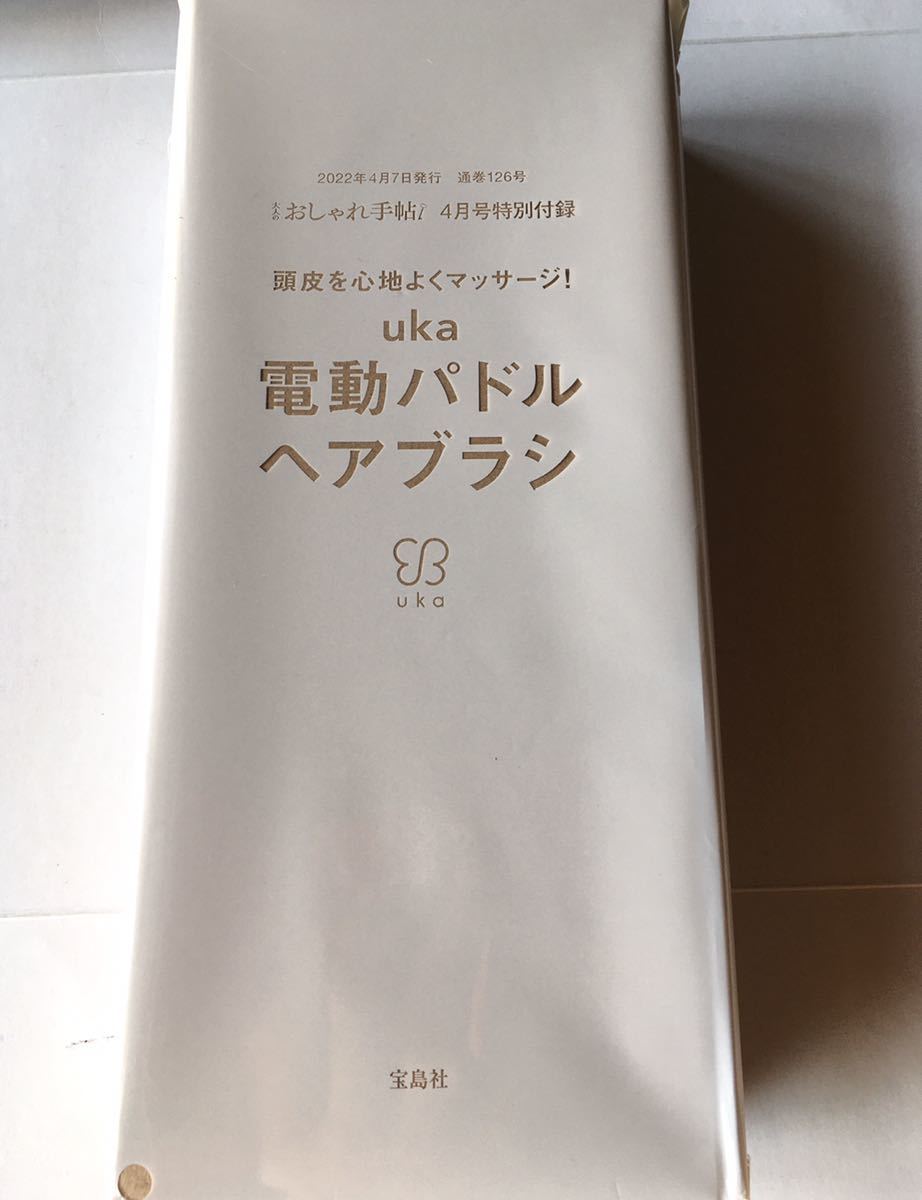 2022年4月7日発行　通巻126号
大人のおしゃれ手帖 4月号特別付録
頭皮を心地よくマッサージ！
uka
電動パドル
ヘアブラシ
uka
宝島社